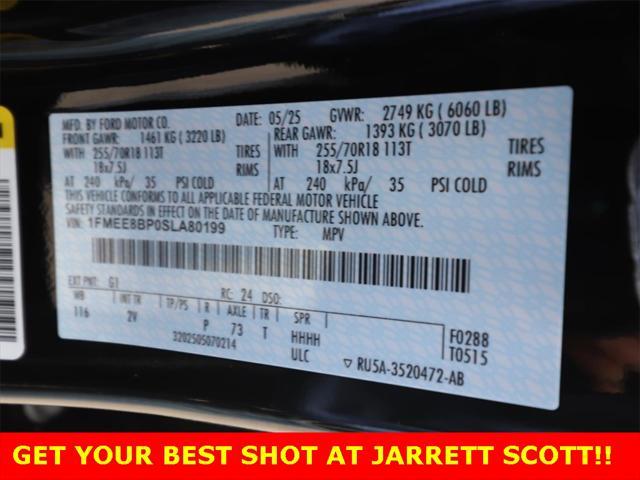 MFD. BY FORD MOTOR CO. DATE: 05/25 GVWR: 2749 KG ( 6060 LB)
FRONT GAWR: 1461 KG ( 3220 LB) REAR GAWR: 1393 KG ( 3070 LB)
WITH 255/70R18 113T TIRES WITH 255/70R18 113T TIRES
18x7.5J RIMS 18x7.5J RIMS
AT 240 kPa/ 35 PSI COLD AT 240 kPa/ 35 PSI COLD
THIS VEHICLE CONFORMS TO ALL APPLICABLE FEDERAL MOTOR VEHICLE
SAFETY STANDARDS IN EFFECT ON THE DATE OF MANUFACTURE SHOWN ABOVE.
VIN: 1FMEE8BP0SLA80199 TYPE: MPV
EXT PNT: G1 RC: 24 DSO:
WB INT TR TP/PS R AXLE TR SPR
116 2V P 73 T HHHH F0288
3202505070214 ULC T0515
▽ RU5A-3520472-AB
GET YOUR BEST SHOT AT JARRETT SCOTT!!